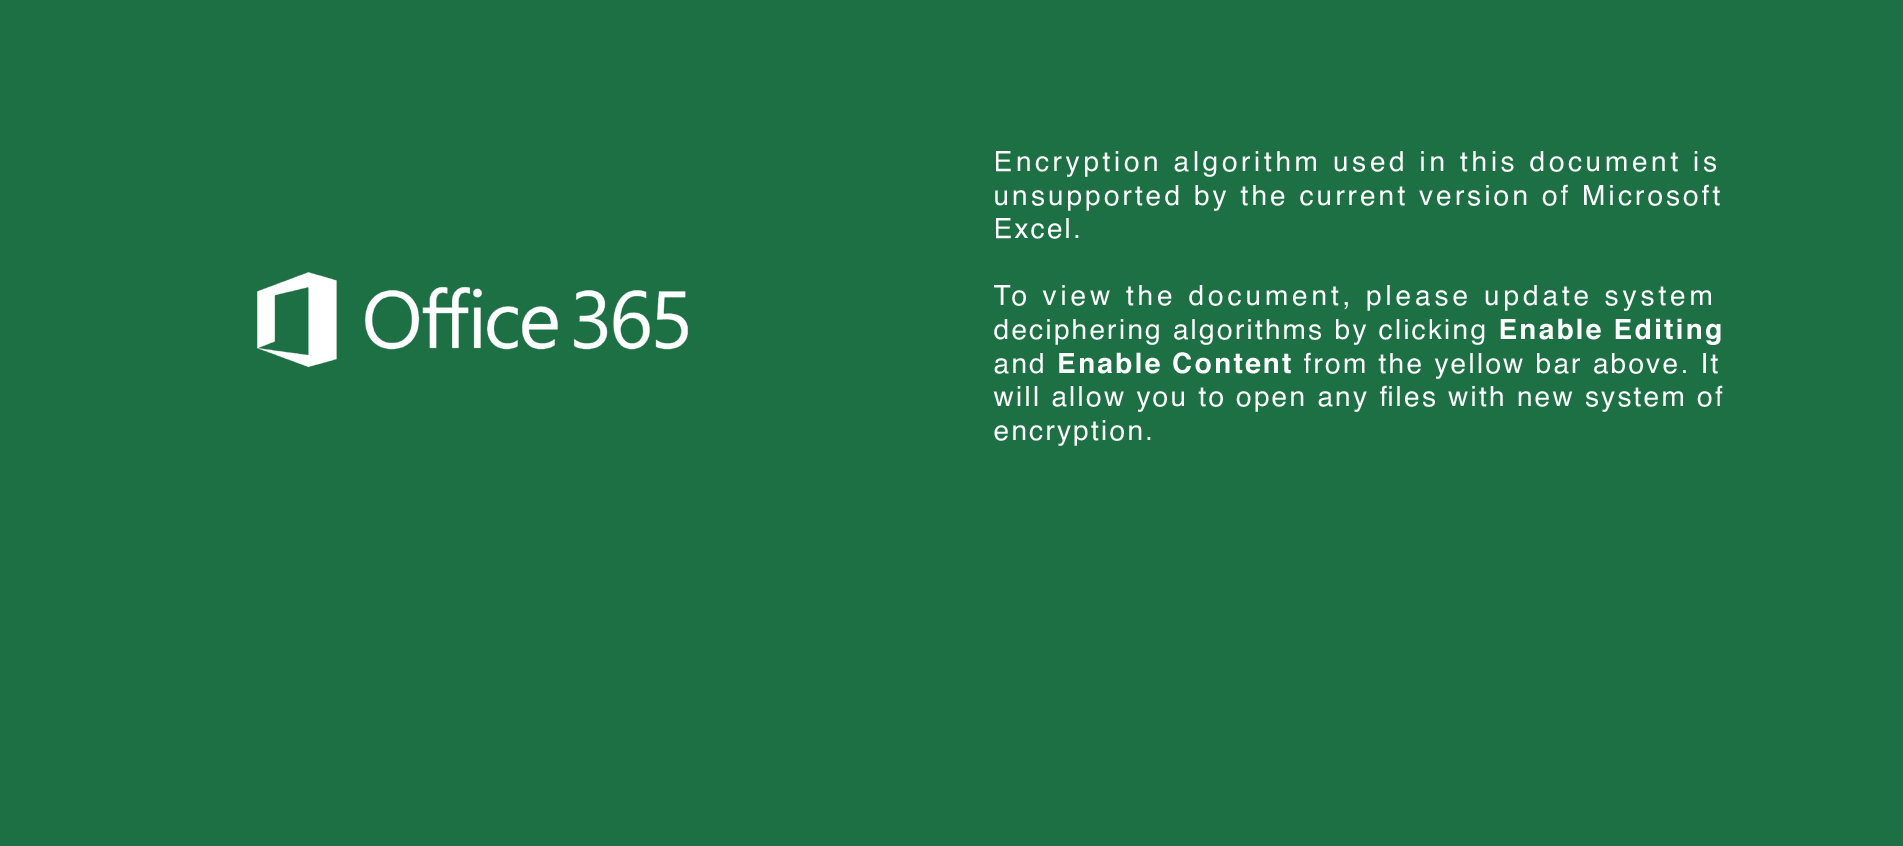 Office 365
Encryption algorithm used in this document is
unsupported by the current version of Microsoft
Excel.
To view the document, please update system
deciphering algorithms by clicking Enable Editing
and Enable Content from the yellow bar above. It
will allow you to open any files with new system of
encryption.